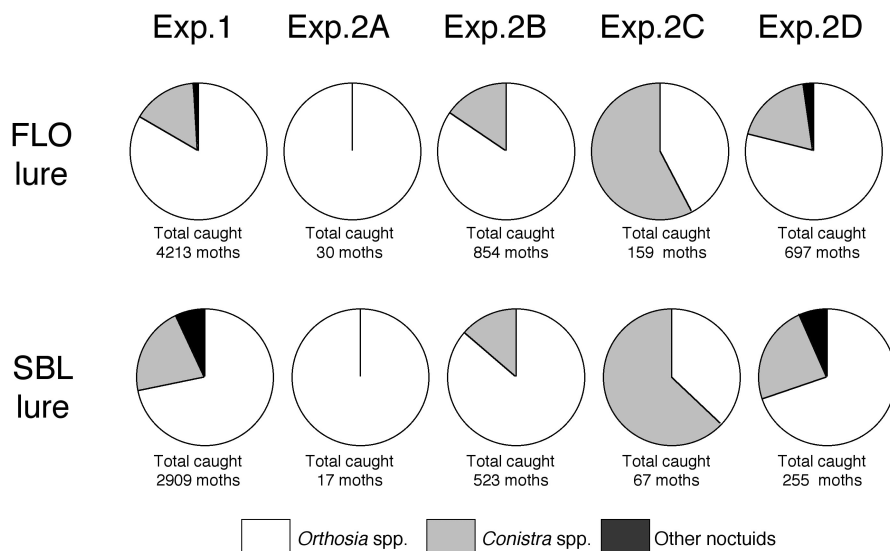 Exp.1 Exp.2A Exp.2B Exp.2C Exp.2D
FLO
lure
Total caught
4213 moths
Total caught
30 moths
Total caught
854 moths
Total caught
159 moths
Total caught
697 moths
SBL
lure
Total caught
2909 moths
Total caught
17 moths
Total caught
523 moths
Total caught
67 moths
Total caught
255 moths
Orthosia spp. Conistra spp. Other noctuids